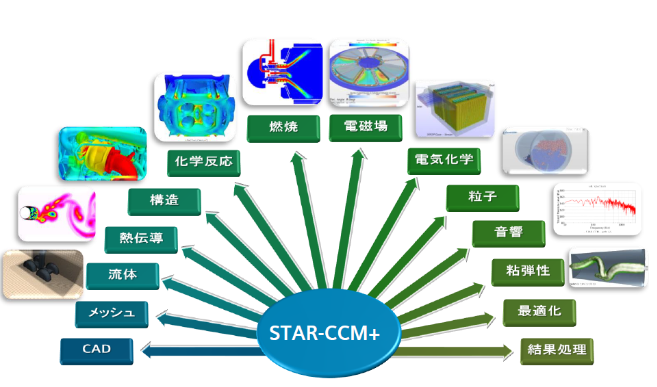 燃焼
電磁場
化学反応
電気化学
構造
粒子
熱伝導
音響
流体
粘弾性
メッシュ
最適化
STAR-CCM+
CAD
結果処理